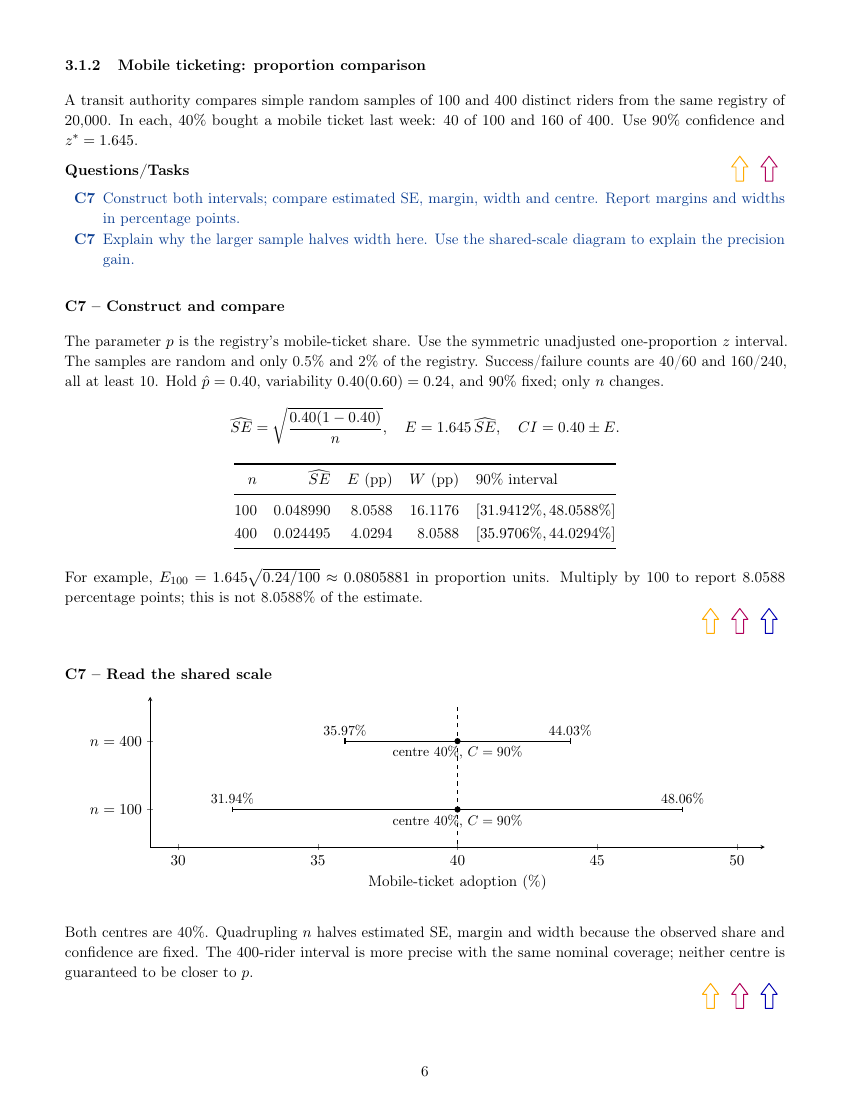 3.1.2 Mobile ticketing: proportion comparison
A transit authority compares simple random samples of 100 and 400 distinct riders from the same registry of
20,000. In each, 40% bought a mobile ticket last week: 40 of 100 and 160 of 400. Use 90% confidence and
z* = 1.645.
Questions/Tasks
C7 Construct both intervals; compare estimated SE, margin, width and centre. Report margins and widths
in percentage points.
C7 Explain why the larger sample halves width here. Use the shared-scale diagram to explain the precision
gain.
C7 – Construct and compare
The parameter p is the registry's mobile-ticket share. Use the symmetric unadjusted one-proportion z interval.
The samples are random and only 0.5% and 2% of the registry. Success/failure counts are 40/60 and 160/240,
all at least 10. Hold p̂ = 0.40, variability 0.40(0.60) = 0.24, and 90% fixed; only n changes.
\widehat{SE} = √(0.40(1 − 0.40)/n), E = 1.645 \widehat{SE}, CI = 0.40 ± E.
n \widehat{SE} E (pp) W (pp) 90% interval
100 0.048990 8.0588 16.1176 [31.9412%, 48.0588%]
400 0.024495 4.0294 8.0588 [35.9706%, 44.0294%]
For example, E₁₀₀ = 1.645√(0.24/100) ≈ 0.0805881 in proportion units. Multiply by 100 to report 8.0588
percentage points; this is not 8.0588% of the estimate.
C7 – Read the shared scale
35.97% 44.03%
n = 400
centre 40%, C = 90%
31.94% 48.06%
n = 100
centre 40%, C = 90%
30 35 40 45 50
Mobile-ticket adoption (%)
Both centres are 40%. Quadrupling n halves estimated SE, margin and width because the observed share and
confidence are fixed. The 400-rider interval is more precise with the same nominal coverage; neither centre is
guaranteed to be closer to p.
6